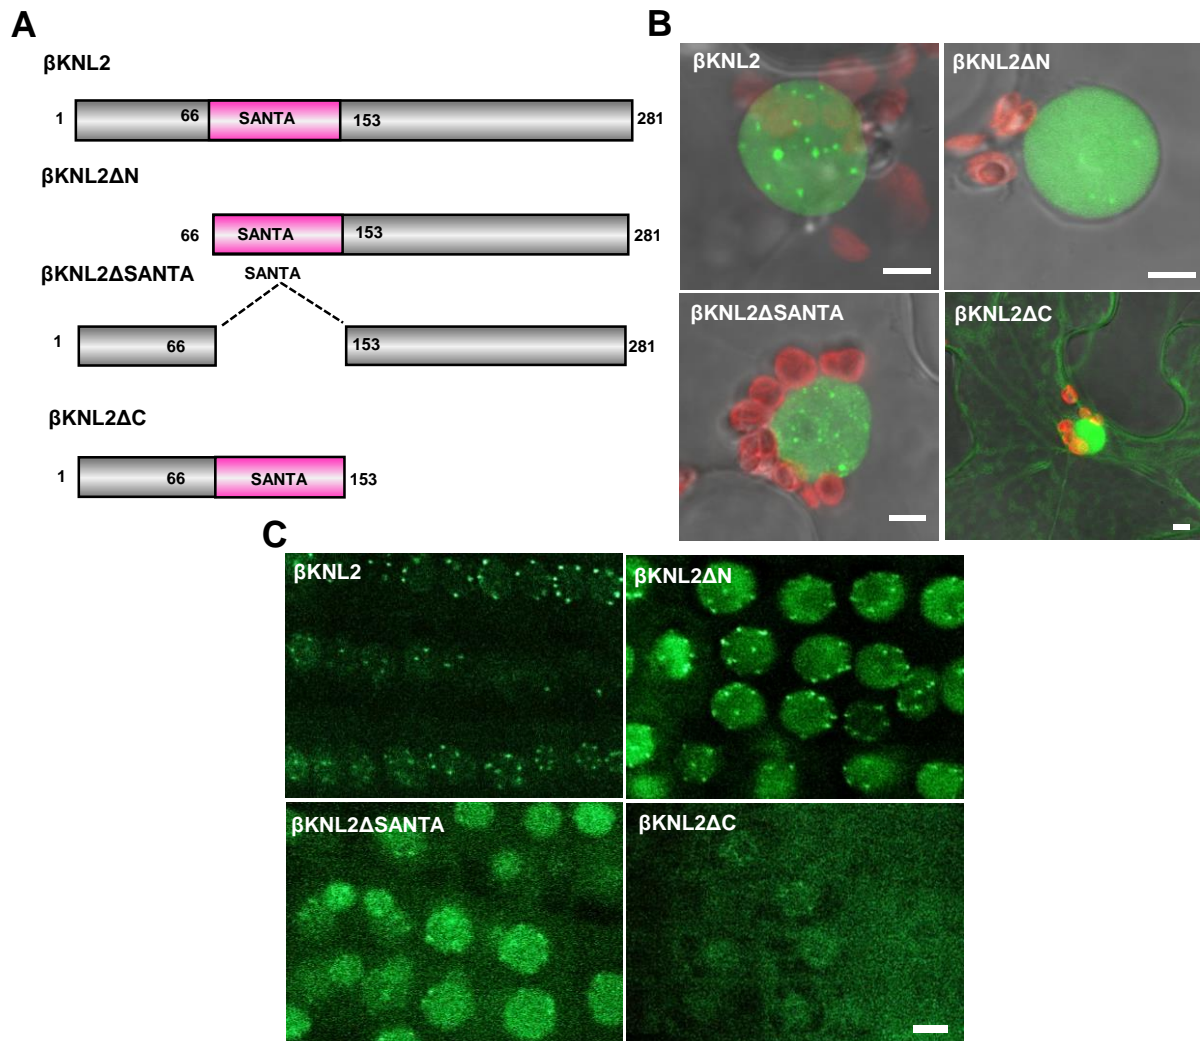 A
βKNL2
1 66 SANTA 153 281
βKNL2ΔN
66 SANTA 153 281
βKNL2ΔSANTA SANTA
1 66 153 281
βKNL2ΔC
1 66 SANTA 153
B
βKNL2 βKNL2ΔN
βKNL2ΔSANTA βKNL2ΔC
C
βKNL2 βKNL2ΔN
βKNL2ΔSANTA βKNL2ΔC